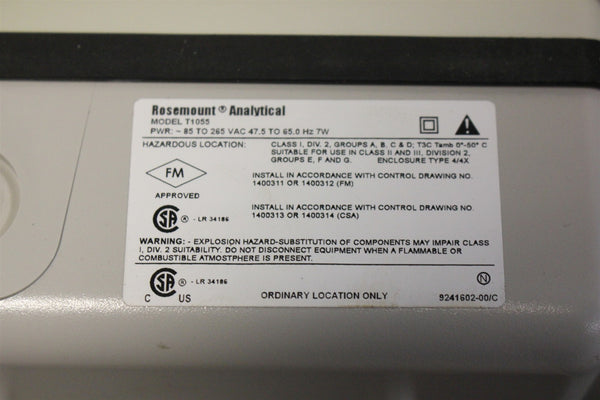 Rosemount® Analytical
MODEL T1055
PWR: ~ 85 TO 265 VAC 47.5 TO 65.0 Hz 7W
HAZARDOUS LOCATION: CLASS I, DIV. 2, GROUPS A, B, C & D; T3C Tamb 0°-50° C
SUITABLE FOR USE IN CLASS II AND III, DIVISION 2,
GROUPS E, F AND G. ENCLOSURE TYPE 4/4X
FM
APPROVED
INSTALL IN ACCORDANCE WITH CONTROL DRAWING NO.
1400311 OR 1400312 (FM)
SA ® - LR 34186
INSTALL IN ACCORDANCE WITH CONTROL DRAWING NO.
1400313 OR 1400314 (CSA)
WARNING: - EXPLOSION HAZARD-SUBSTITUTION OF COMPONENTS MAY IMPAIR CLASS
I, DIV. 2 SUITABILITY. DO NOT DISCONNECT EQUIPMENT WHEN A FLAMMABLE OR
COMBUSTIBLE ATMOSTPHERE IS PRESENT.
SA ® - LR 34186
C US
ORDINARY LOCATION ONLY
N
9241602-00/C